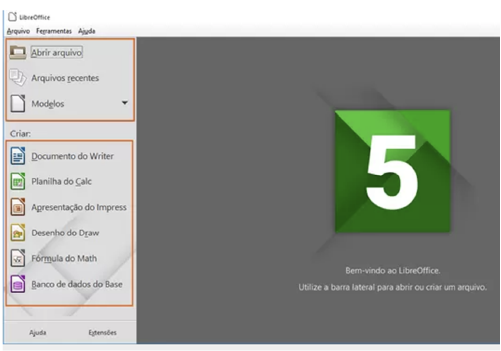 LibreOffice
Arquivo Ferramentas Ajuda
Abrir arquivo
Arquivos recentes
Modelos
Criar:
Documento do Writer
Planilha do Calc
Apresentação do Impress
Desenho do Draw
Fórmula do Math
Banco de dados do Base
Ajuda Extensões
5
Bem-vindo ao LibreOffice.
Utilize a barra lateral para abrir ou criar um arquivo.